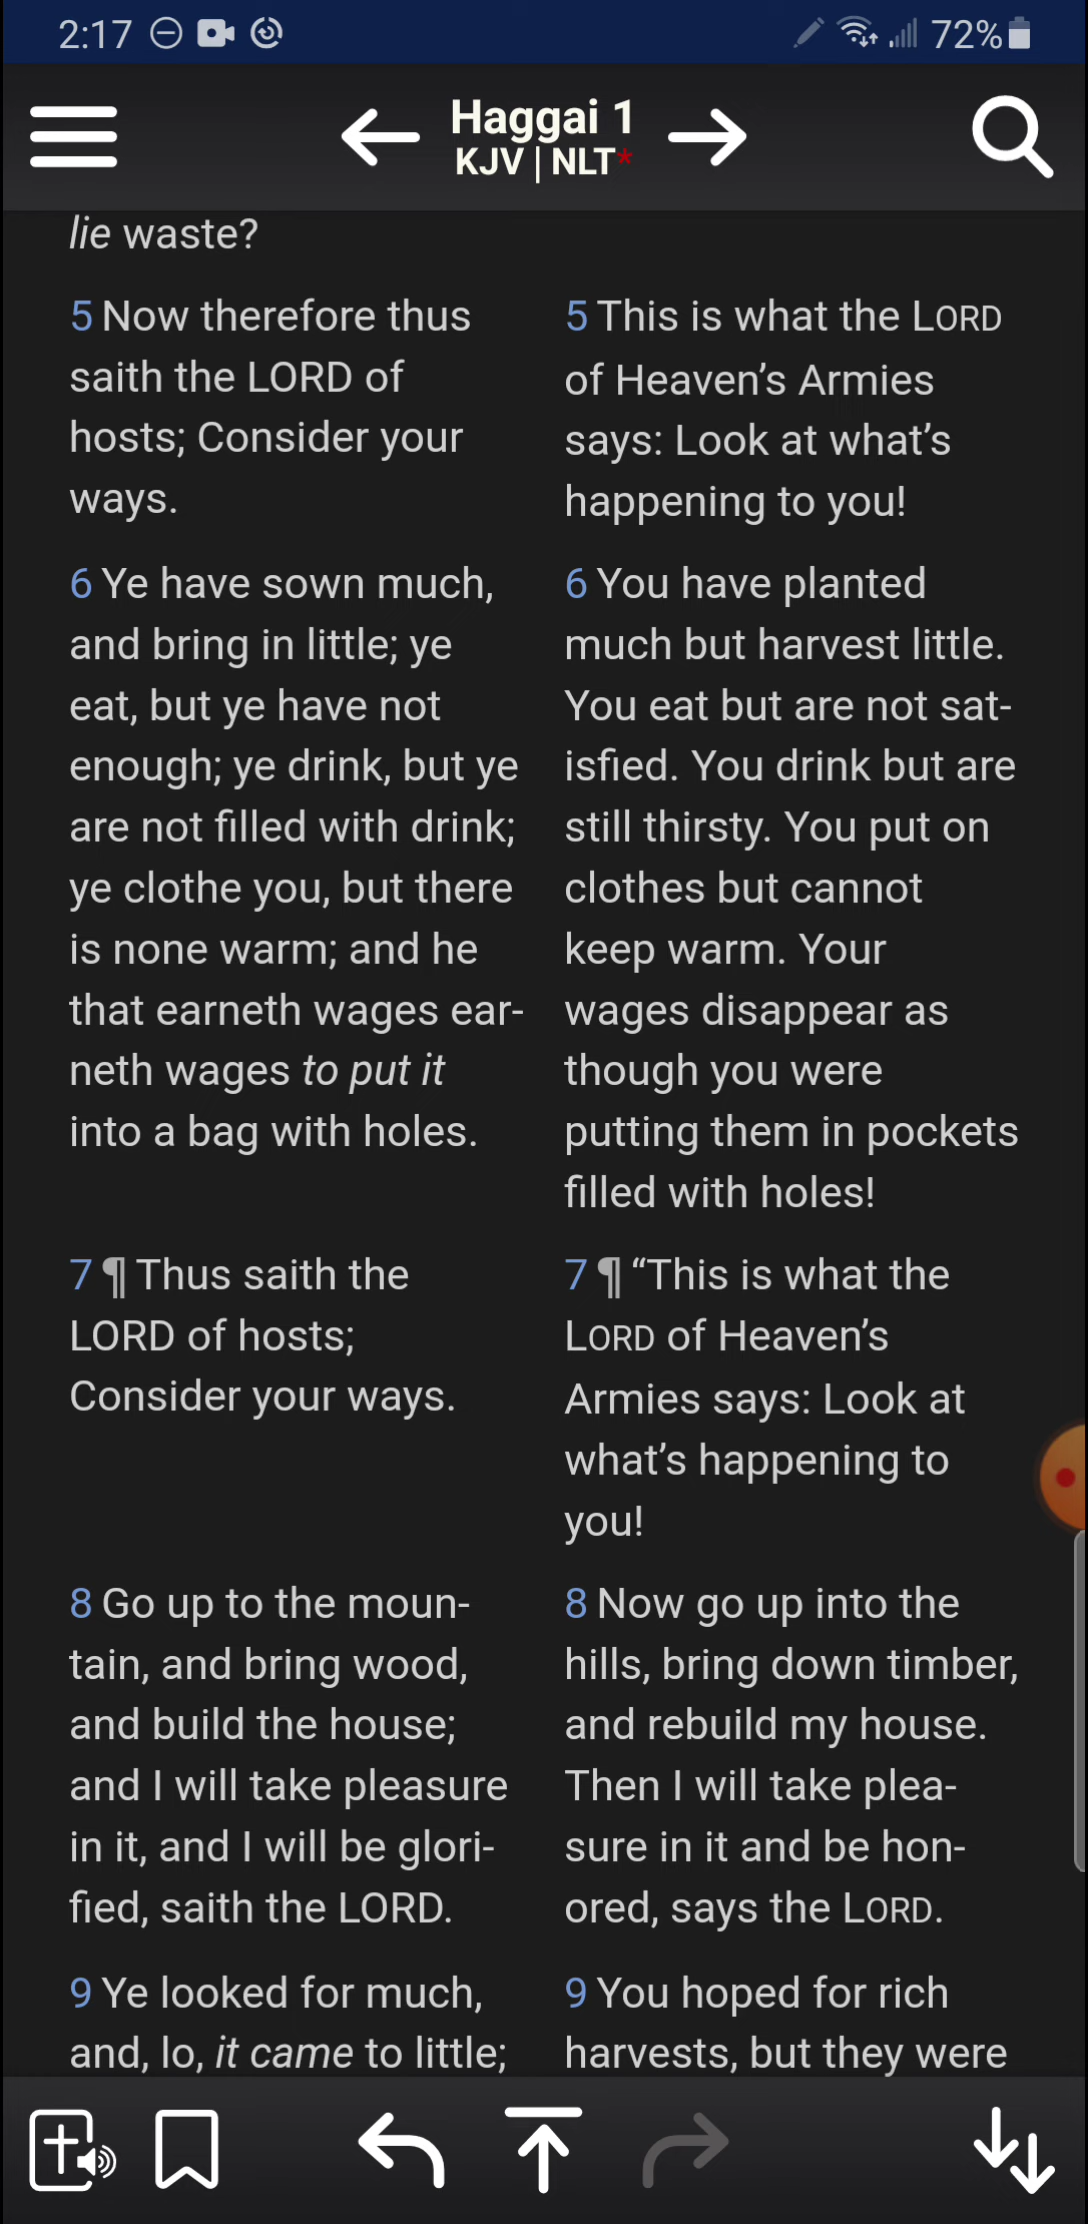 2:17 72%
Haggai 1
KJV | NLT*
lie waste?
5 Now therefore thus
saith the LORD of
hosts; Consider your
ways.
5 This is what the LORD
of Heaven’s Armies
says: Look at what’s
happening to you!
6 Ye have sown much,
and bring in little; ye
eat, but ye have not
enough; ye drink, but ye
are not filled with drink;
ye clothe you, but there
is none warm; and he
that earneth wages ear-
neth wages to put it
into a bag with holes.
6 You have planted
much but harvest little.
You eat but are not sat-
isfied. You drink but are
still thirsty. You put on
clothes but cannot
keep warm. Your
wages disappear as
though you were
putting them in pockets
filled with holes!
7 ¶ Thus saith the
LORD of hosts;
Consider your ways.
7 ¶ “This is what the
LORD of Heaven’s
Armies says: Look at
what’s happening to
you!
8 Go up to the moun-
tain, and bring wood,
and build the house;
and I will take pleasure
in it, and I will be glori-
fied, saith the LORD.
8 Now go up into the
hills, bring down timber,
and rebuild my house.
Then I will take plea-
sure in it and be hon-
ored, says the LORD.
9 Ye looked for much,
and, lo, it came to little;
9 You hoped for rich
harvests, but they were